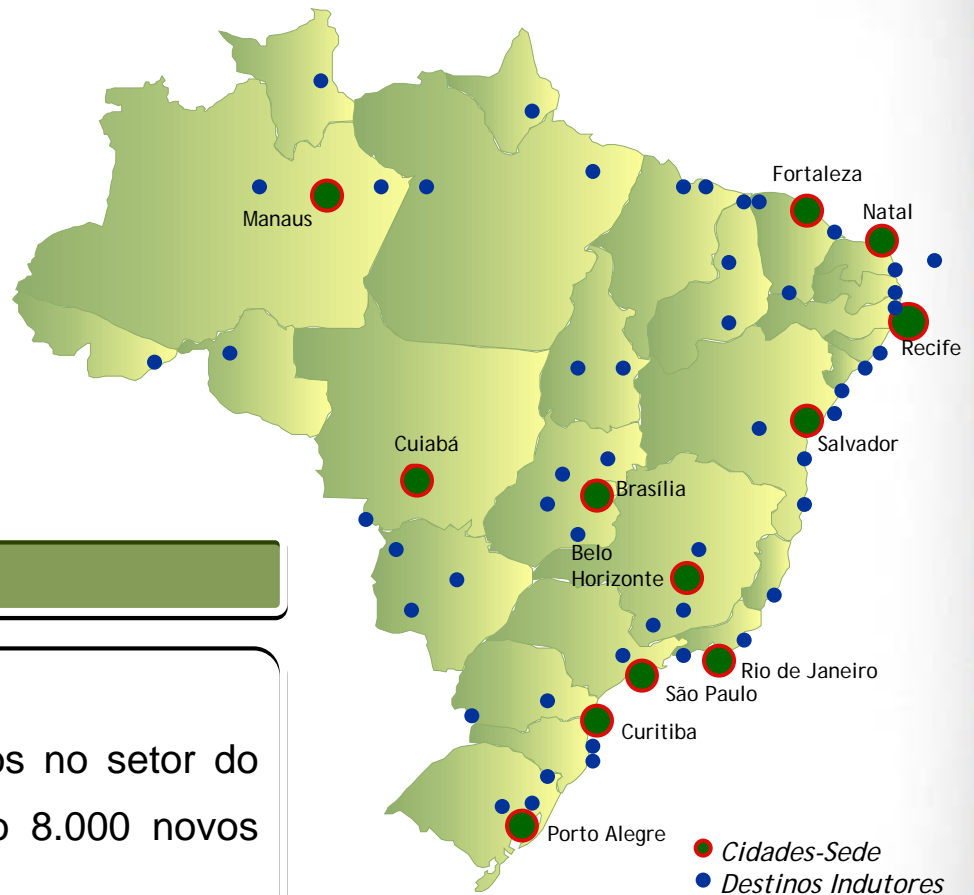 Fortaleza
Natal
Manaus
Recife
Salvador
Cuiabá
Brasília
Belo
Horizonte
Rio de Janeiro
São Paulo
Curitiba
os no setor do
o 8.000 novos
Porto Alegre
Cidades-Sede
Destinos Indutores